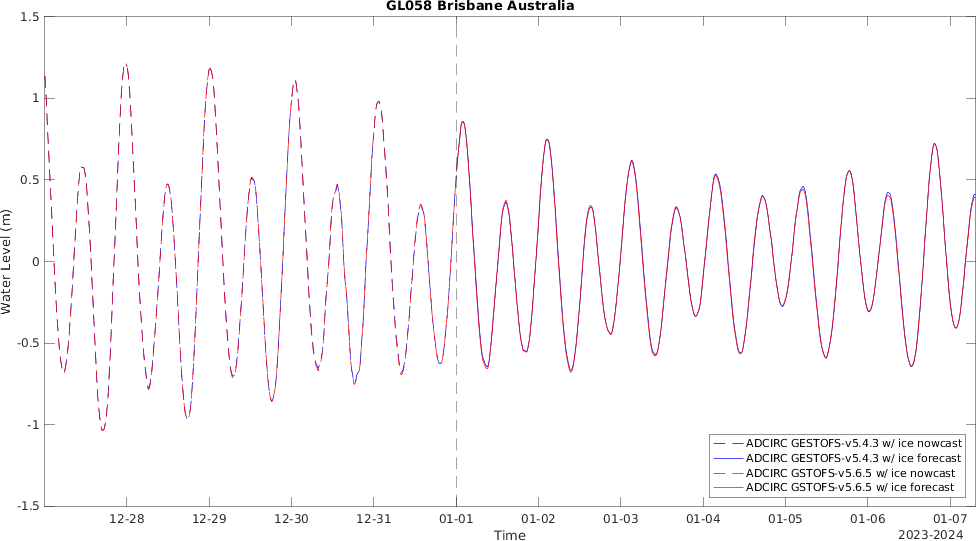 GL058 Brisbane Australia
1.5
1
0.5
0
-0.5
-1
-1.5
Water Level (m)
12-28 12-29 12-30 12-31 01-01 01-02 01-03 01-04 01-05 01-06 01-07
Time
2023-2024
ADCIRC GESTOFS-v5.4.3 w/ ice nowcast
ADCIRC GESTOFS-v5.4.3 w/ ice forecast
ADCIRC GSTOFS-v5.6.5 w/ ice nowcast
ADCIRC GSTOFS-v5.6.5 w/ ice forecast